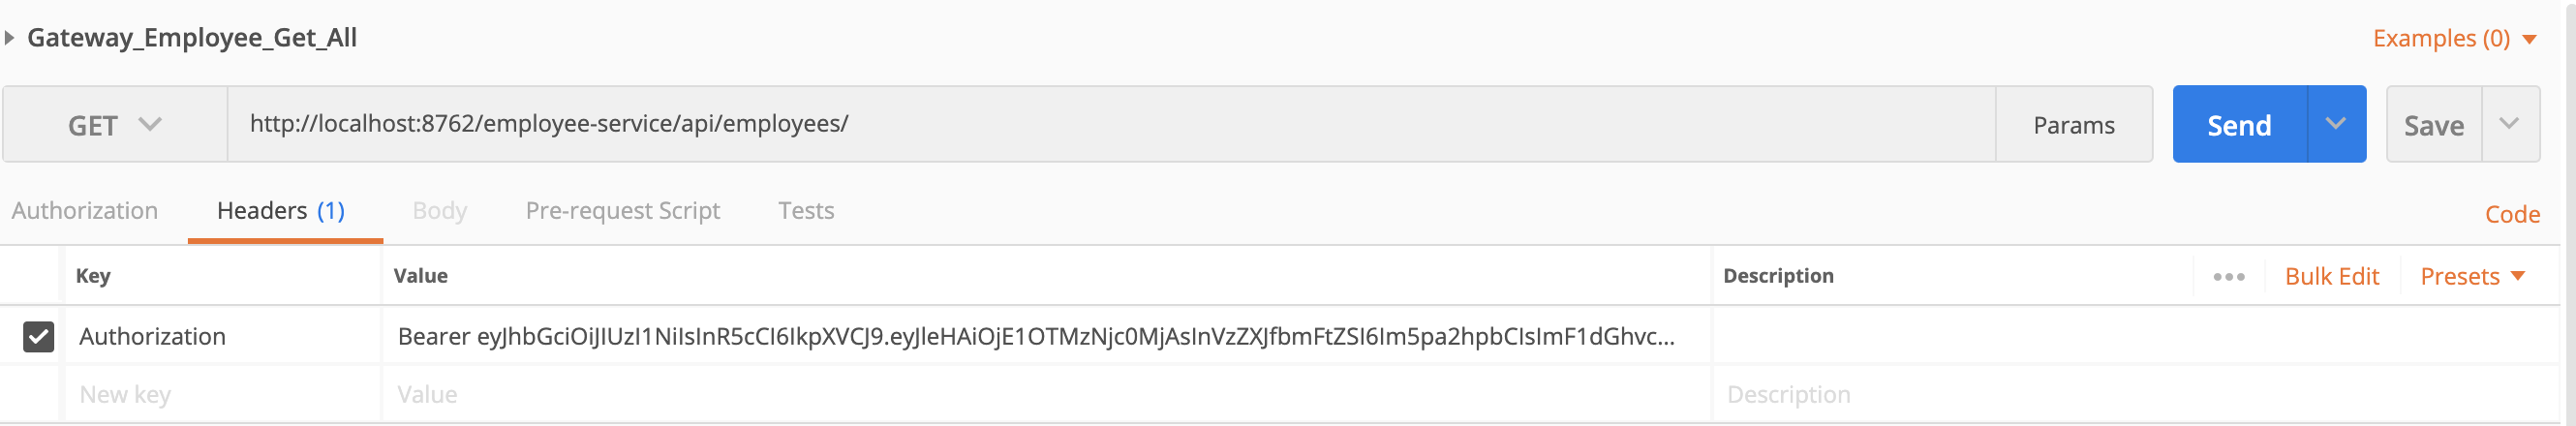 Gateway_Employee_Get_All
Examples (0)
GET http://localhost:8762/employee-service/api/employees/ Params Send Save
Authorization Headers (1) Body Pre-request Script Tests Code
Key Value Description Bulk Edit Presets
Authorization Bearer eyJhbGciOiJIUzI1NiIsInR5cCI6IkpXVCJ9.eyJleHAiOjE1OTMzNjc0MjAsInVzZXJfbmFtZSI6Im5pa2hpbCIsImF1dGhvc...
New key Value Description